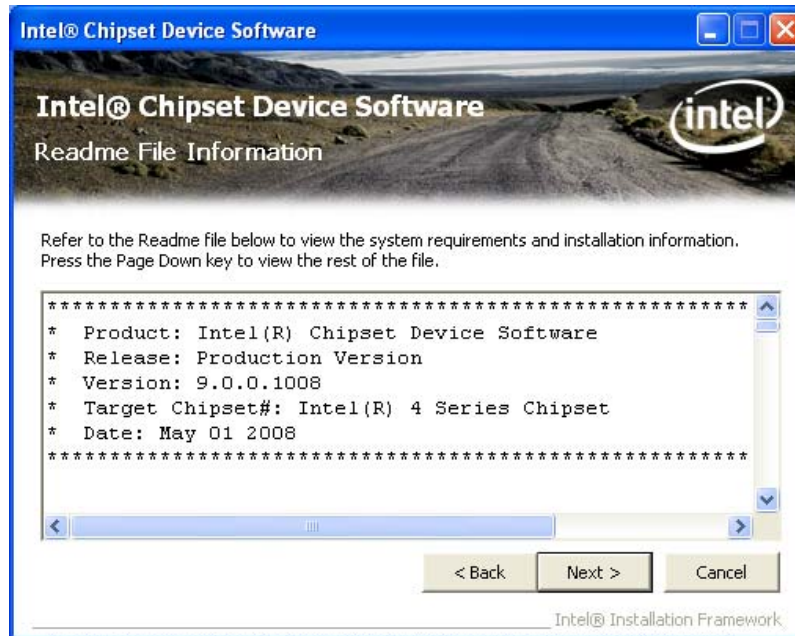 Intel® Chipset Device Software
Intel® Chipset Device Software
intel
Readme File Information
Refer to the Readme file below to view the system requirements and installation information.
Press the Page Down key to view the rest of the file.
*********************************************************
* Product: Intel(R) Chipset Device Software
* Release: Production Version
* Version: 9.0.0.1008
* Target Chipset#: Intel(R) 4 Series Chipset
* Date: May 01 2008
*********************************************************
< Back Next > Cancel
Intel® Installation Framework